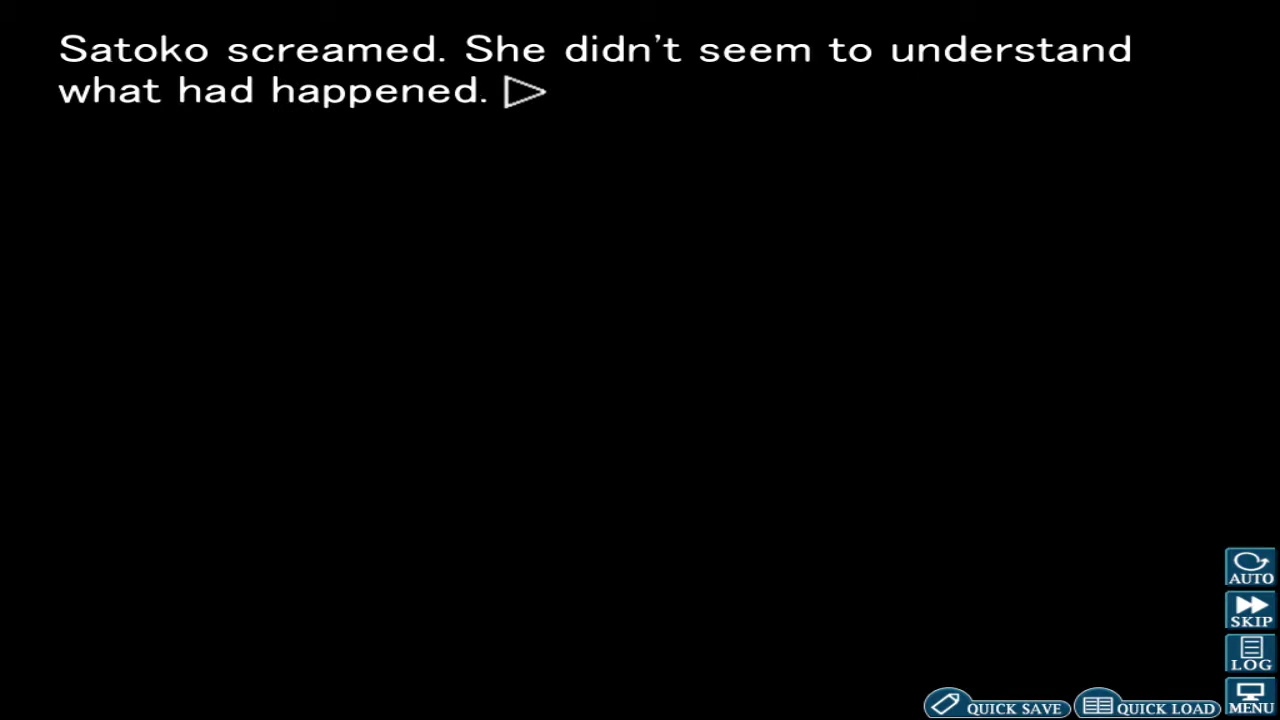 Satoko screamed. She didn't seem to understand
what had happened.
AUTO
SKIP
LOG
QUICK SAVE
QUICK LOAD
MENU